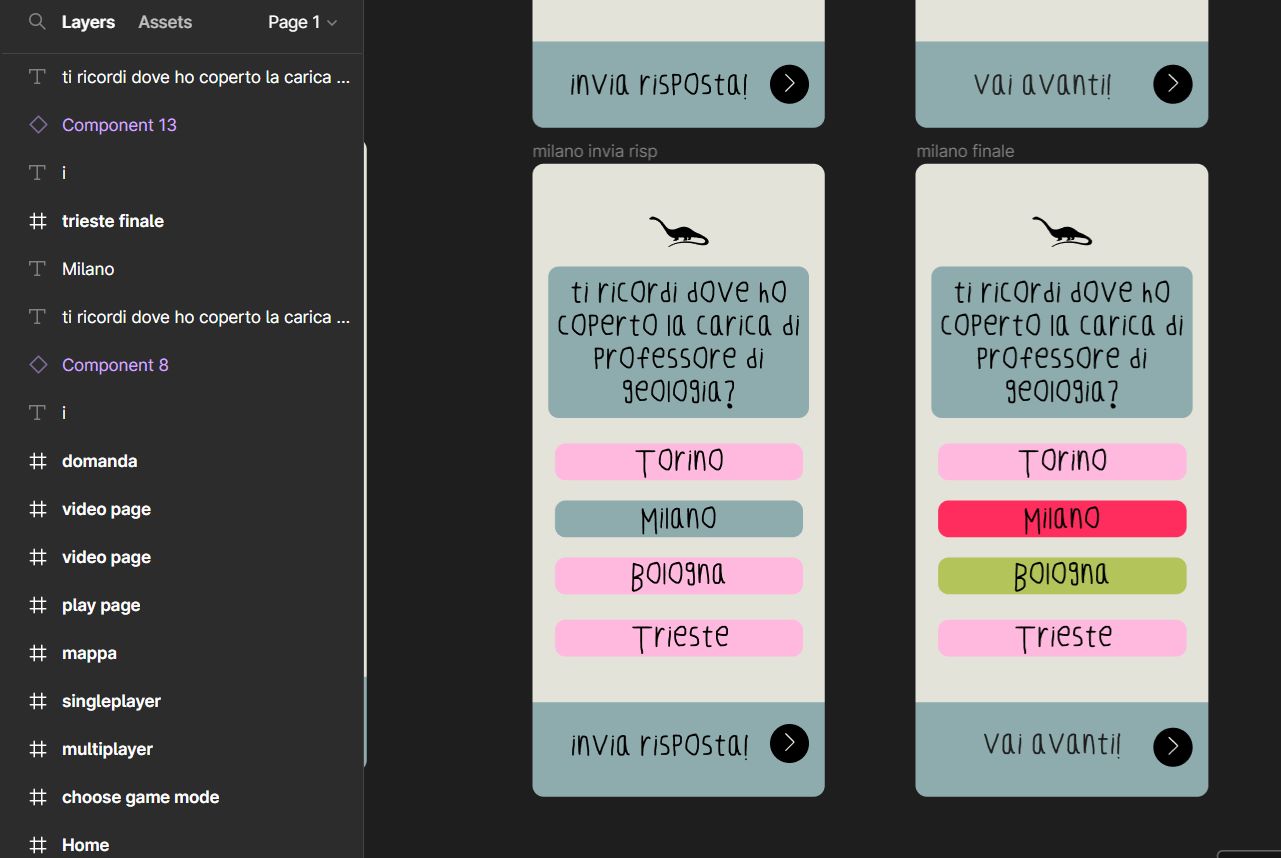 Layers Assets Page 1
ti ricordi dove ho coperto la carica ...
Component 13
i
trieste finale
Milano
ti ricordi dove ho coperto la carica ...
Component 8
i
domanda
video page
video page
play page
mappa
singleplayer
multiplayer
choose game mode
Home
invia risposta!
vai avanti!
milano invia risp
ti ricordi dove ho
coperto la carica di
professore di
geologia?
Torino
Milano
Bologna
Trieste
invia risposta!
milano finale
ti ricordi dove ho
coperto la carica di
professore di
geologia?
Torino
Milano
Bologna
Trieste
vai avanti!